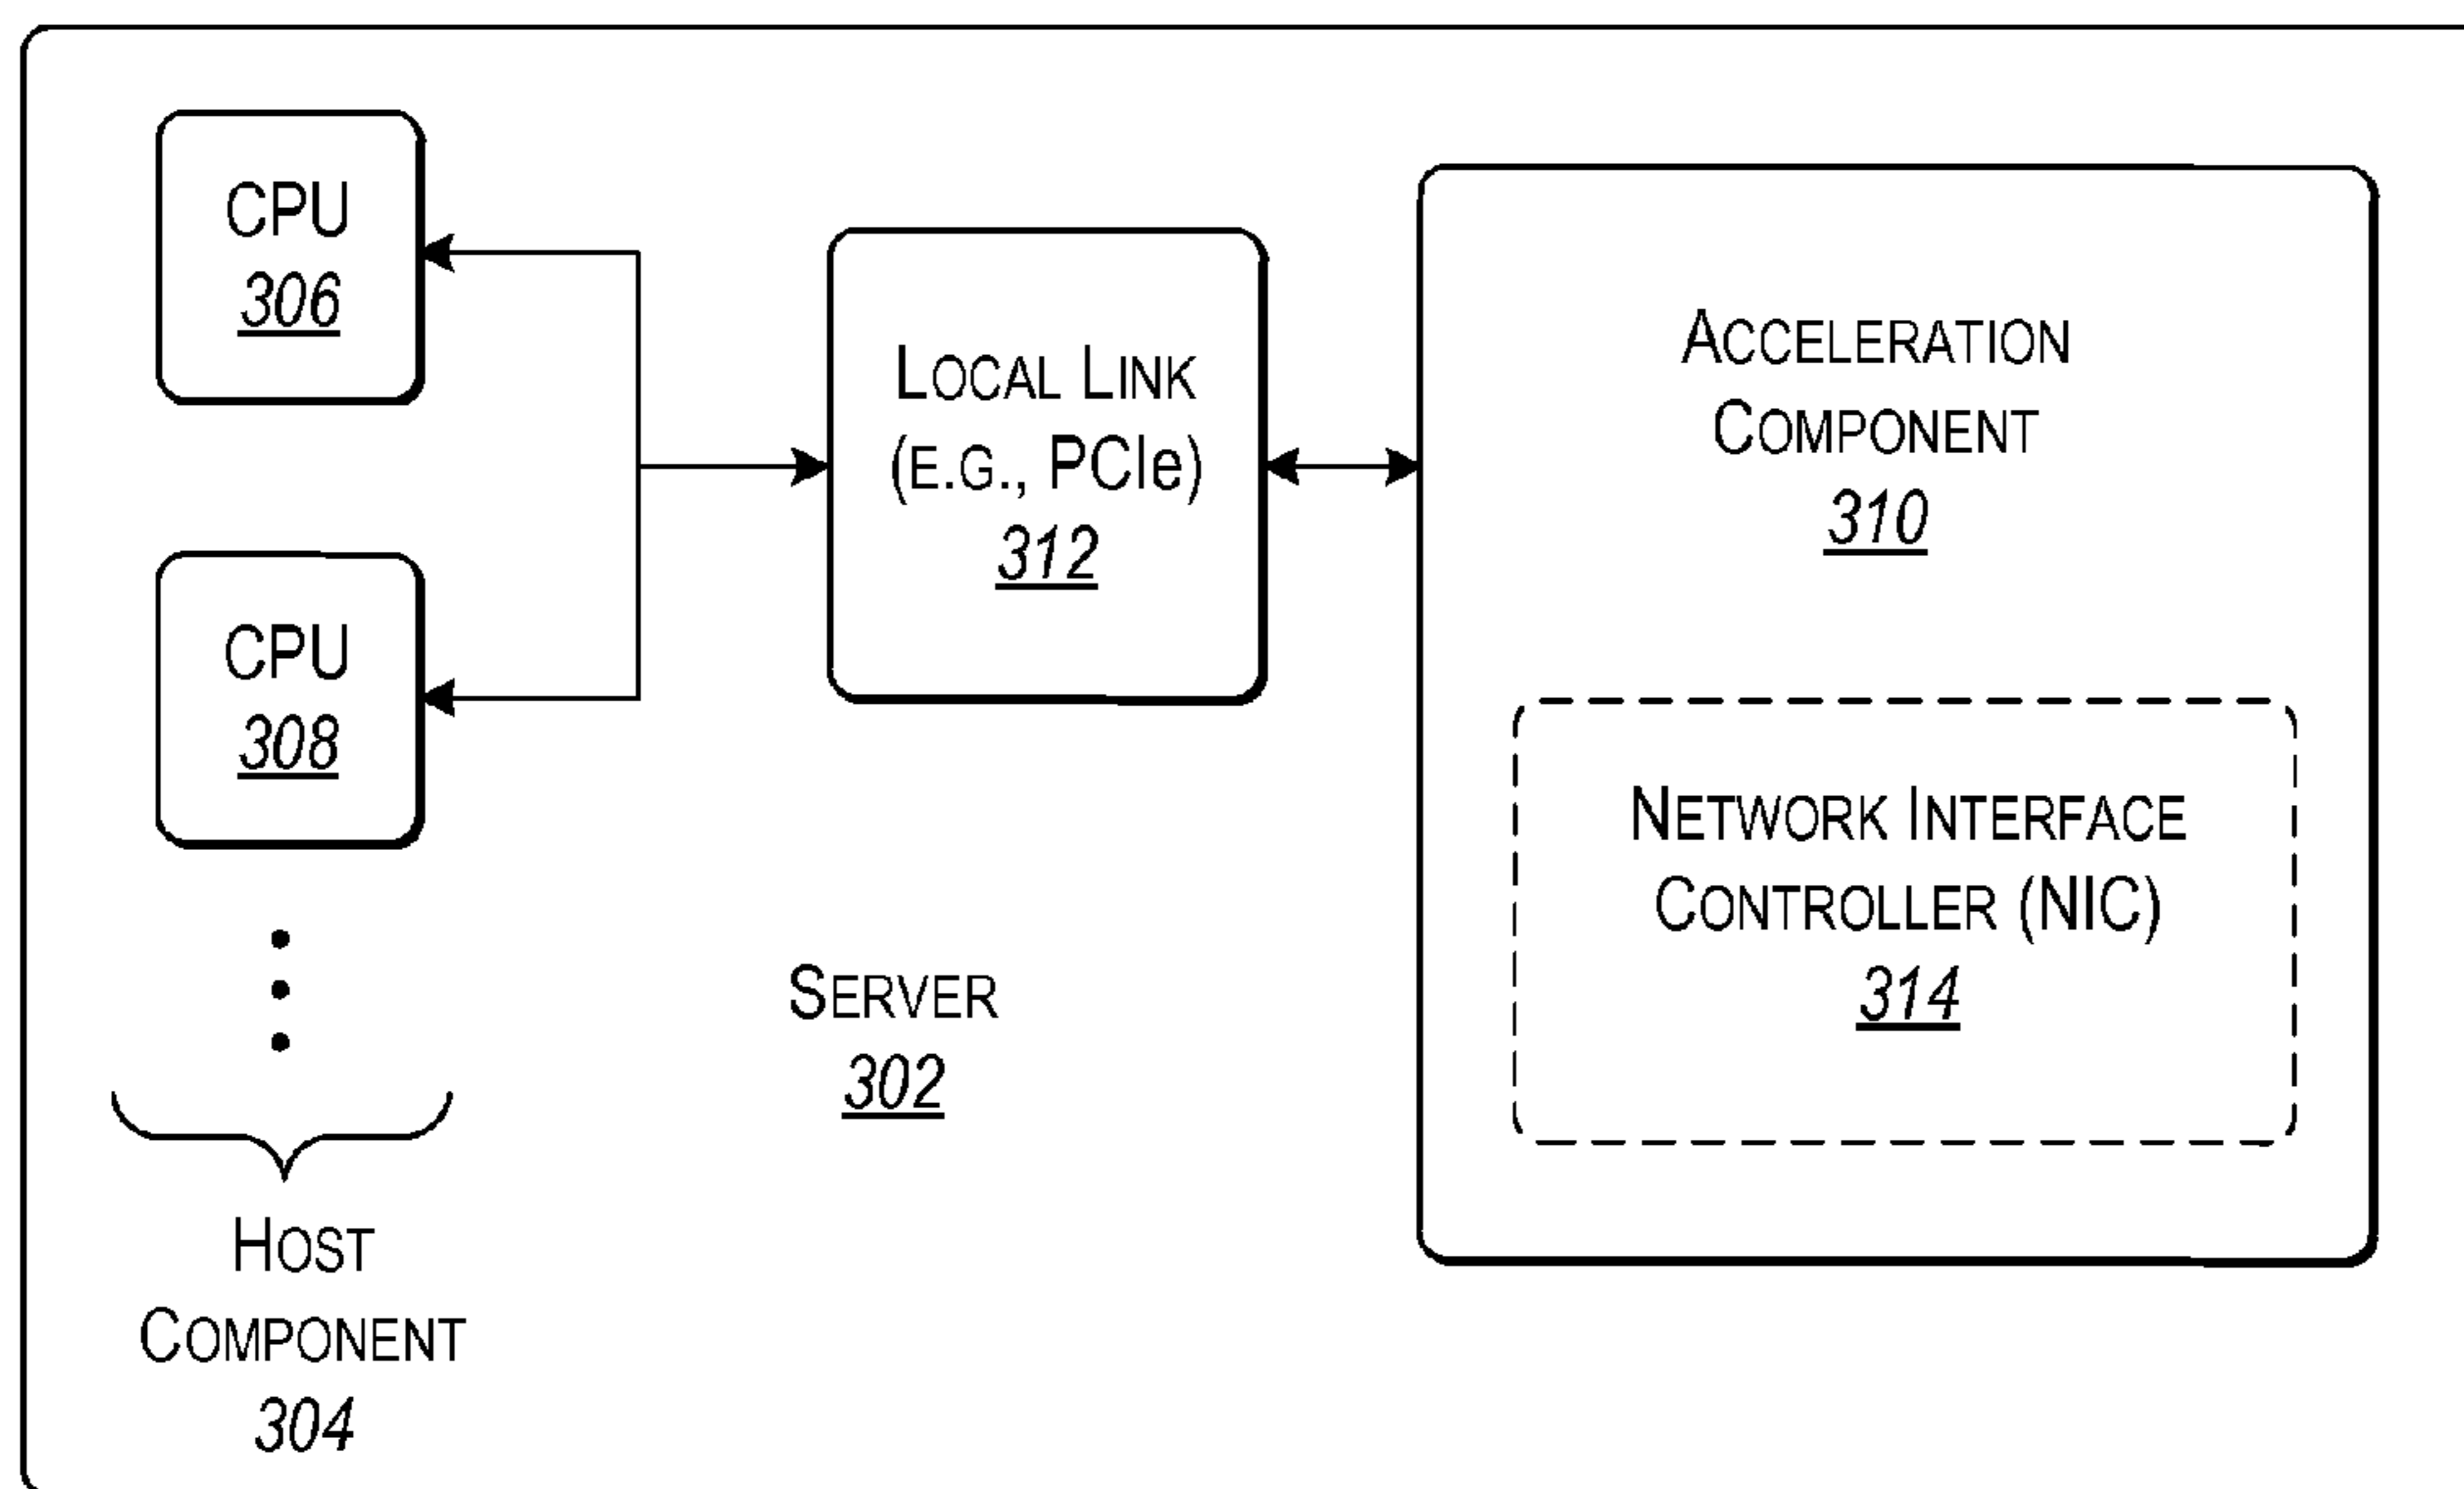 CPU
306
CPU
308
HOST
COMPONENT
304
LOCAL LINK
(E.G., PCIe)
312
SERVER
302
ACCELERATION
COMPONENT
310
NETWORK INTERFACE
CONTROLLER (NIC)
314